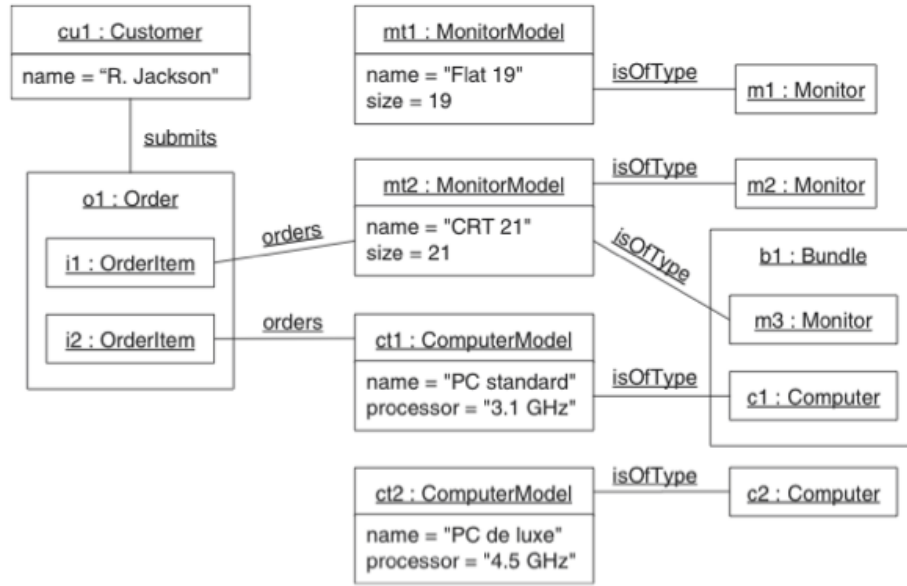 cu1 : Customer
name = “R. Jackson"
submits
o1 : Order
i1 : OrderItem
i2 : OrderItem
orders
orders
mt1 : MonitorModel
name = "Flat 19"
size = 19
isOfType
m1 : Monitor
mt2 : MonitorModel
name = "CRT 21"
size = 21
isOfType
m2 : Monitor
isOfType
b1 : Bundle
m3 : Monitor
ct1 : ComputerModel
name = "PC standard"
processor = "3.1 GHz"
isOfType
c1 : Computer
ct2 : ComputerModel
name = "PC de luxe"
processor = "4.5 GHz"
isOfType
c2 : Computer